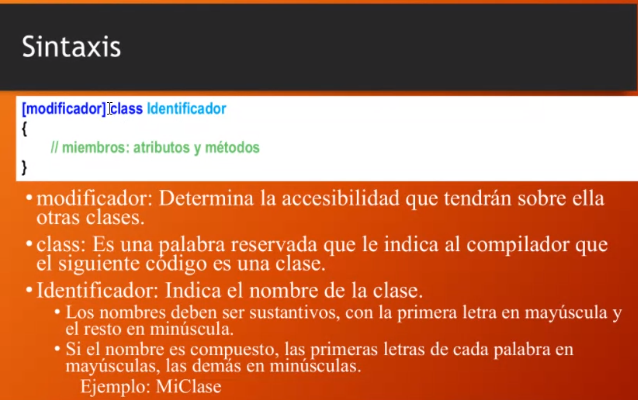 Sintaxis
[modificador] class Identificador
{
// miembros: atributos y métodos
}
• modificador: Determina la accesibilidad que tendrán sobre ella
otras clases.
• class: Es una palabra reservada que le indica al compilador que
el siguiente código es una clase.
• Identificador: Indica el nombre de la clase.
• Los nombres deben ser sustantivos, con la primera letra en mayúscula y
el resto en minúscula.
• Si el nombre es compuesto, las primeras letras de cada palabra en
mayúsculas, las demás en minúsculas.
Ejemplo: MiClase